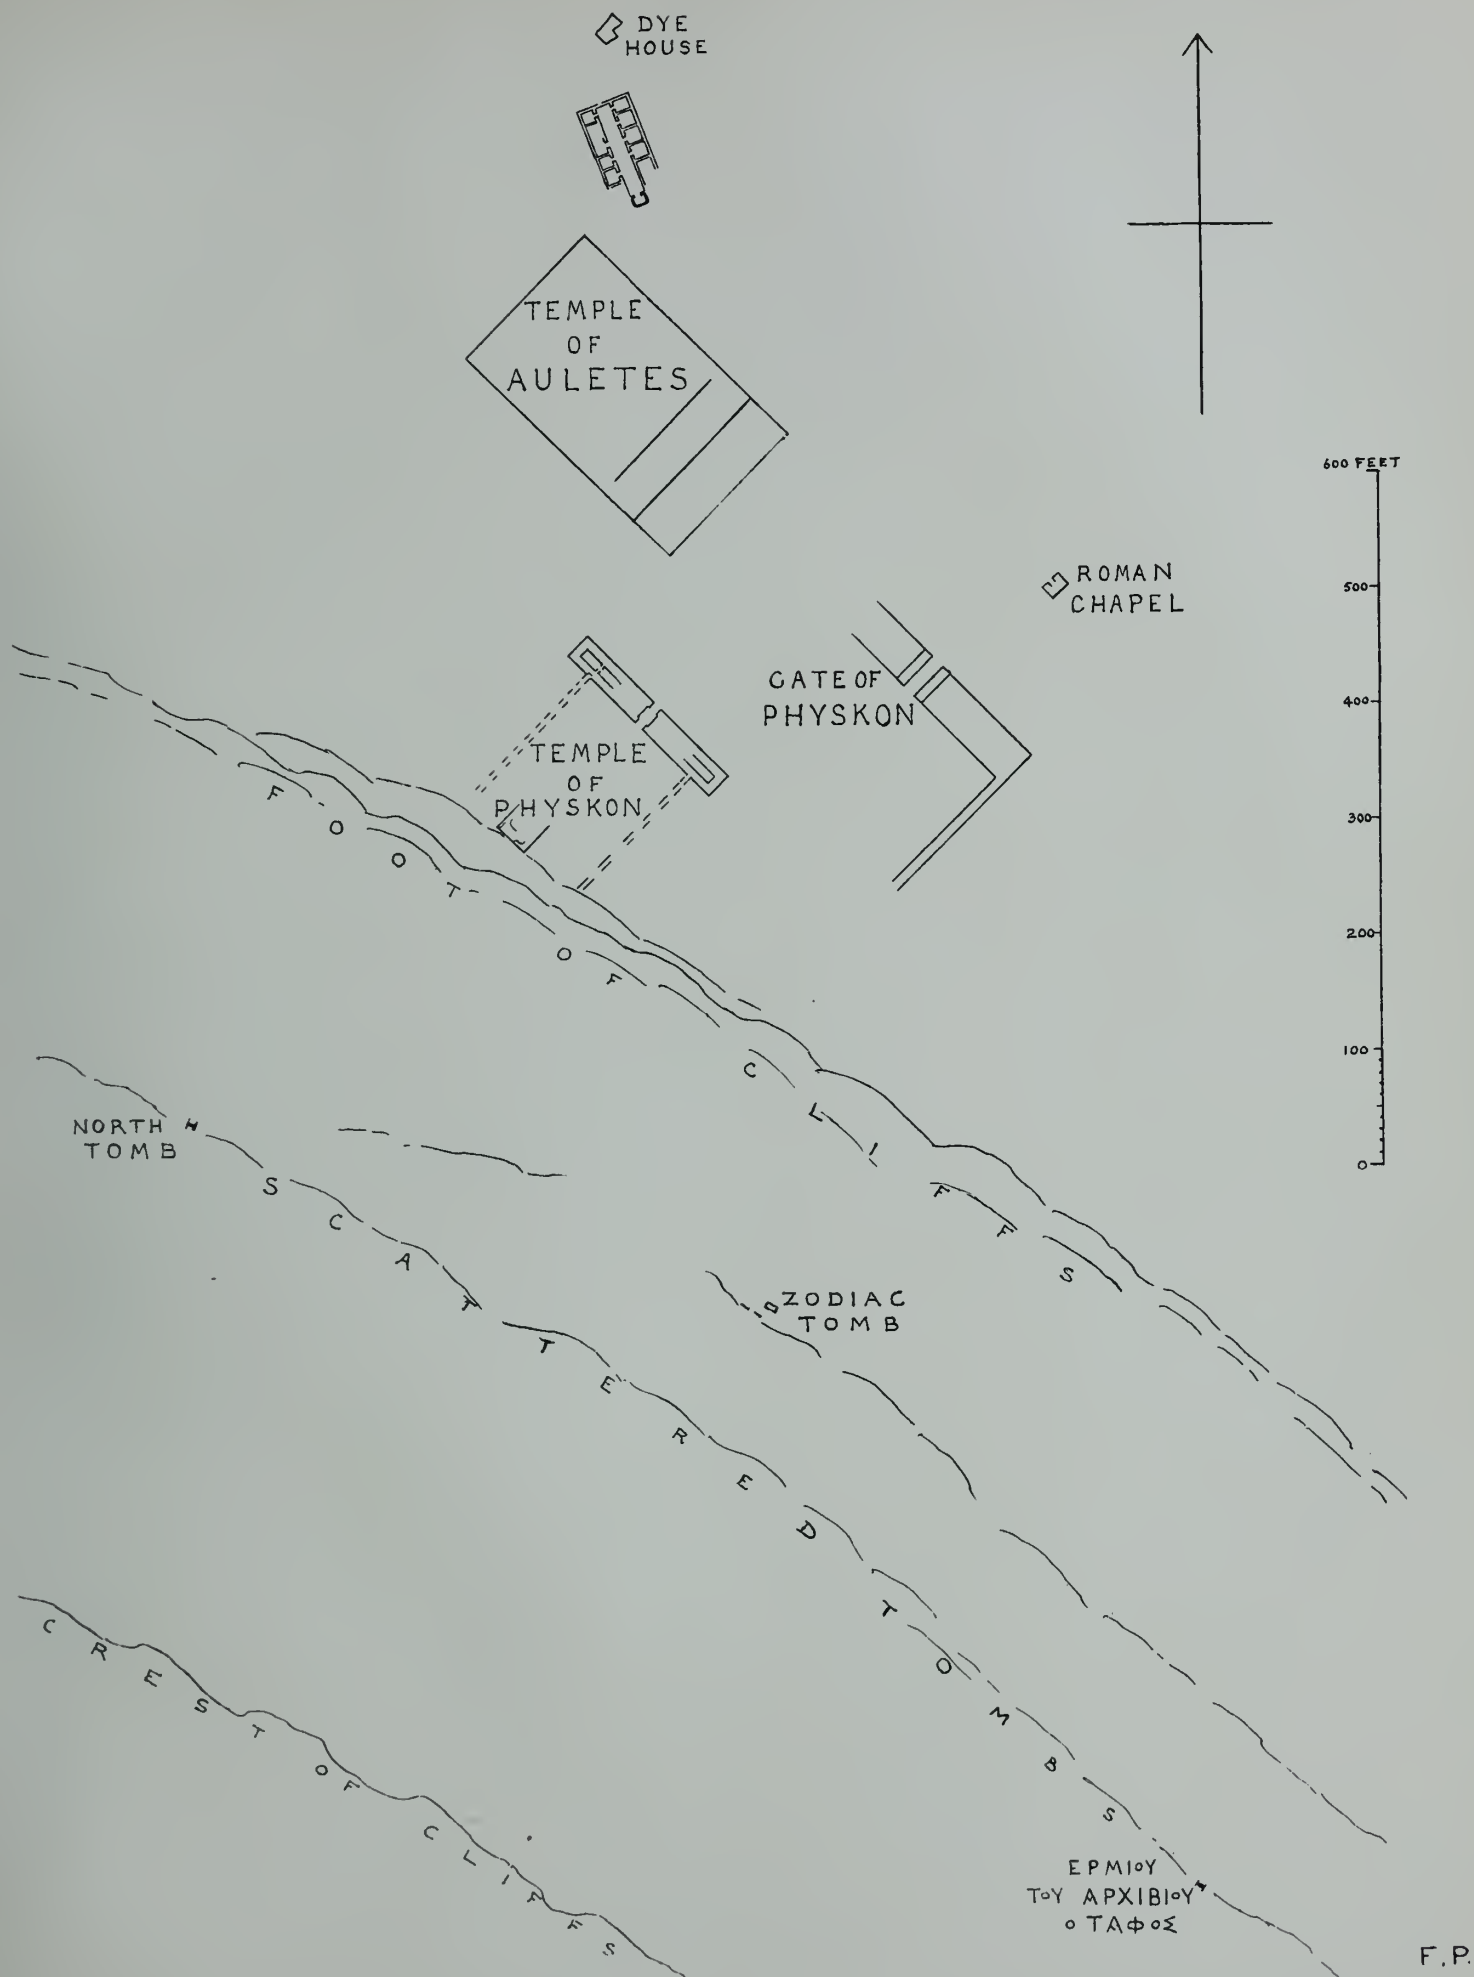 DYE
HOUSE
TEMPLE
OF
AULETES
600 FEET
500
400
300
200
100
0
ROMAN
CHAPEL
GATE OF
PHYSKON
TEMPLE
OF
PHYSKON
FOOT OF CLIFFS
NORTH
TOMB
SCATTERED TOMBS
ZODIAC
TOMB
CREST OF CLIFFS
ΕΡΜΙΟΥ
ΤΟΥ ΑΡΧΙΒΙΟΥ
Ο ΤΑΦΟΣ
F.P.